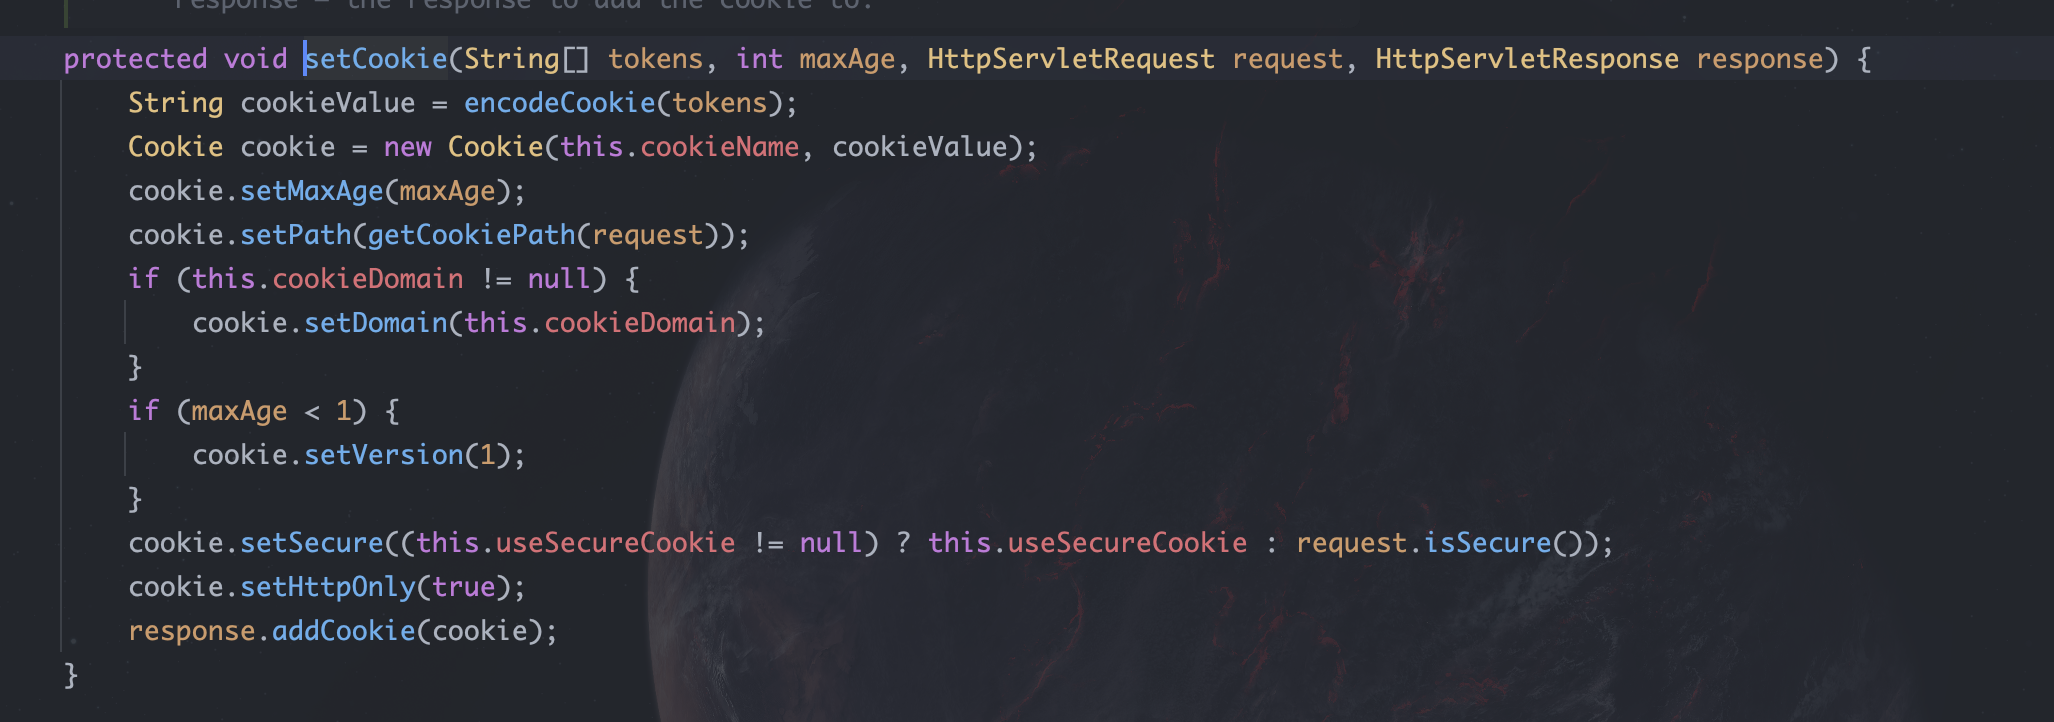 response – the response to add the cookie to.
protected void setCookie(String[] tokens, int maxAge, HttpServletRequest request, HttpServletResponse response) {
String cookieValue = encodeCookie(tokens);
Cookie cookie = new Cookie(this.cookieName, cookieValue);
cookie.setMaxAge(maxAge);
cookie.setPath(getCookiePath(request));
if (this.cookieDomain != null) {
cookie.setDomain(this.cookieDomain);
}
if (maxAge < 1) {
cookie.setVersion(1);
}
cookie.setSecure((this.useSecureCookie != null) ? this.useSecureCookie : request.isSecure());
cookie.setHttpOnly(true);
response.addCookie(cookie);
}